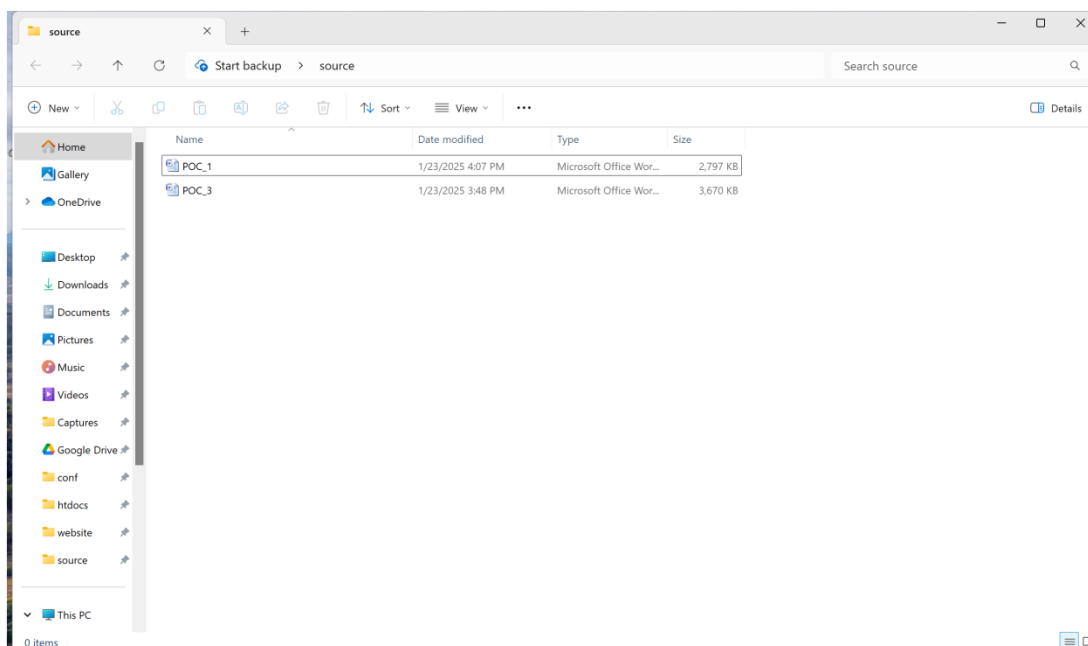 source
Start backup > source
Search source
New
Sort
View
Details
Name Date modified Type Size
POC_1 1/23/2025 4:07 PM Microsoft Office Wor... 2,797 KB
POC_3 1/23/2025 3:48 PM Microsoft Office Wor... 3,670 KB
Home
Gallery
OneDrive
Desktop
Downloads
Documents
Pictures
Music
Videos
Captures
Google Drive
conf
htdocs
website
source
This PC
0 items